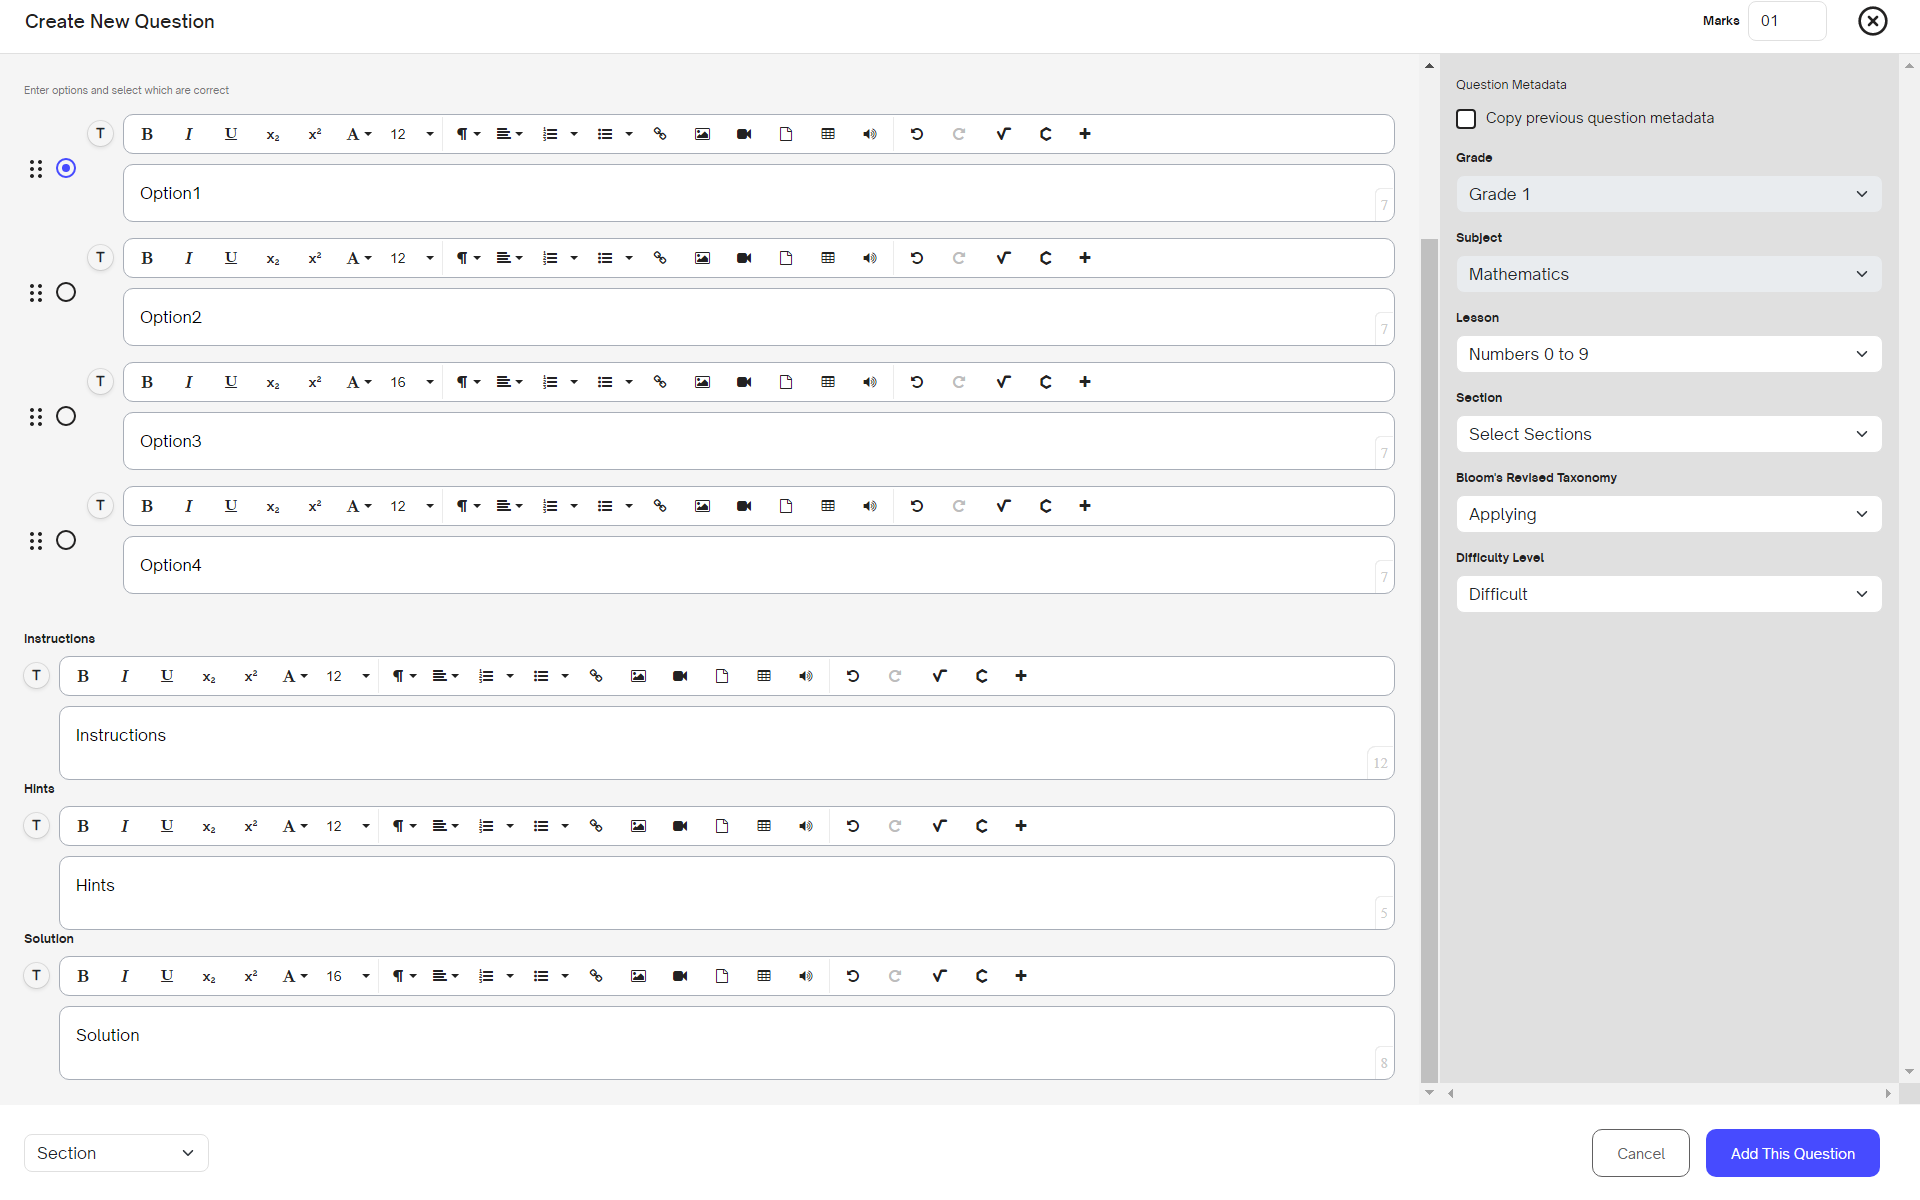 Create New Question
Marks 01
Enter options and select which are correct
T B I U x₂ x² A 12
Option1
7
T B I U x₂ x² A 12
Option2
7
T B I U x₂ x² A 16
Option3
7
T B I U x₂ x² A 12
Option4
7
Instructions
T B I U x₂ x² A 12
Instructions
12
Hints
T B I U x₂ x² A 12
Hints
5
Solution
T B I U x₂ x² A 16
Solution
8
Question Metadata
Copy previous question metadata
Grade
Grade 1
Subject
Mathematics
Lesson
Numbers 0 to 9
Section
Select Sections
Bloom's Revised Taxonomy
Applying
Difficulty Level
Difficult
Section
Cancel
Add This Question